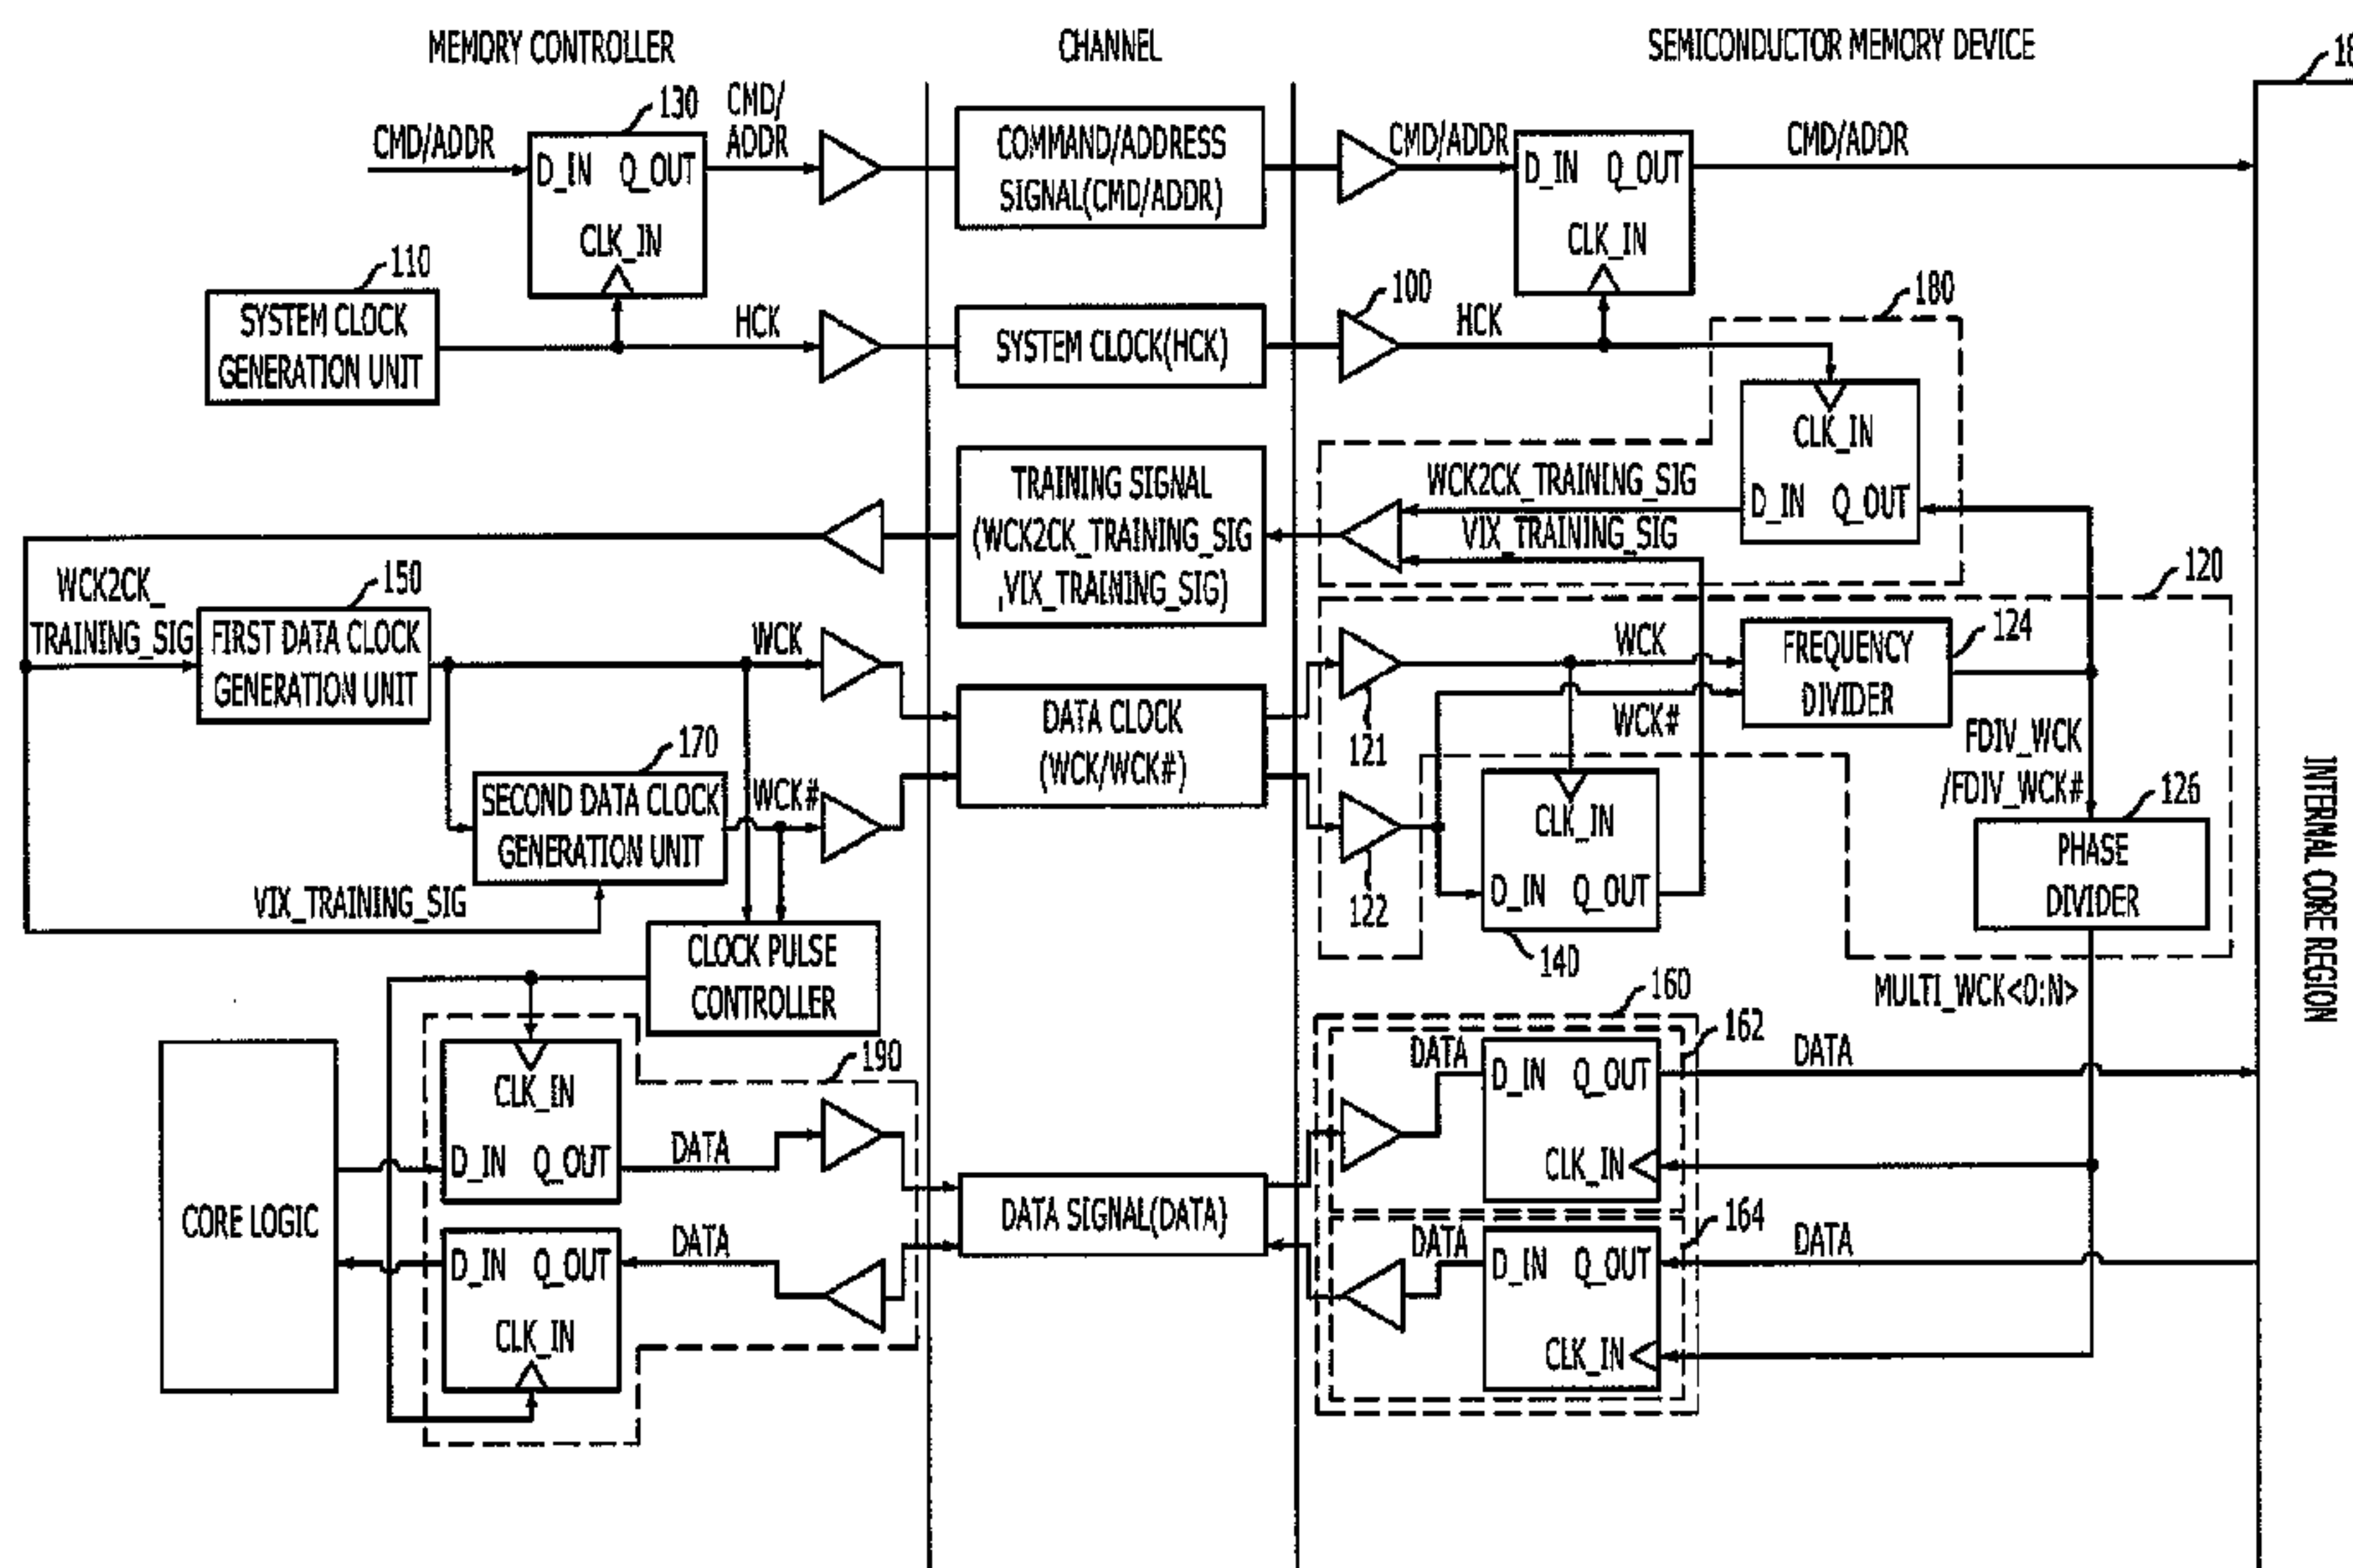 MEMORY CONTROLLER
CHANNEL
SEMICONDUCTOR MEMORY DEVICE
130
CMD/
ADDR
CMD/ADDR
D_IN Q_OUT
CLK_IN
COMMAND/ADDRESS
SIGNAL(CMD/ADDR)
CMD/ADDR
D_IN Q_OUT
CLK_IN
CMD/ADDR
110
SYSTEM CLOCK
GENERATION UNIT
HCK
SYSTEM CLOCK(HCK)
100
HCK
180
CLK_IN
D_IN Q_OUT
TRAINING SIGNAL
(WCK2CK_TRAINING_SIG
,VIX_TRAINING_SIG)
WCK2CK_TRAINING_SIG
VIX_TRAINING_SIG
120
WCK2CK_
TRAINING_SIG
150
FIRST DATA CLOCK
GENERATION UNIT
WCK
170
SECOND DATA CLOCK
GENERATION UNIT
WCK#
VIX_TRAINING_SIG
DATA CLOCK
(WCK/WCK#)
121
122
WCK
WCK#
FREQUENCY
DIVIDER
124
CLK_IN
D_IN Q_OUT
140
FDIV_WCK
/FDIV_WCK#
126
PHASE
DIVIDER
MULTI_WCK<0:N>
INTERNAL CORE REGION
CLOCK PULSE
CONTROLLER
190
CORE LOGIC
CLK_IN
D_IN Q_OUT
DATA
D_IN Q_OUT
CLK_IN
DATA
DATA SIGNAL(DATA)
160
162
DATA
D_IN Q_OUT
CLK_IN
DATA
164
DATA
D_IN Q_OUT
CLK_IN
DATA